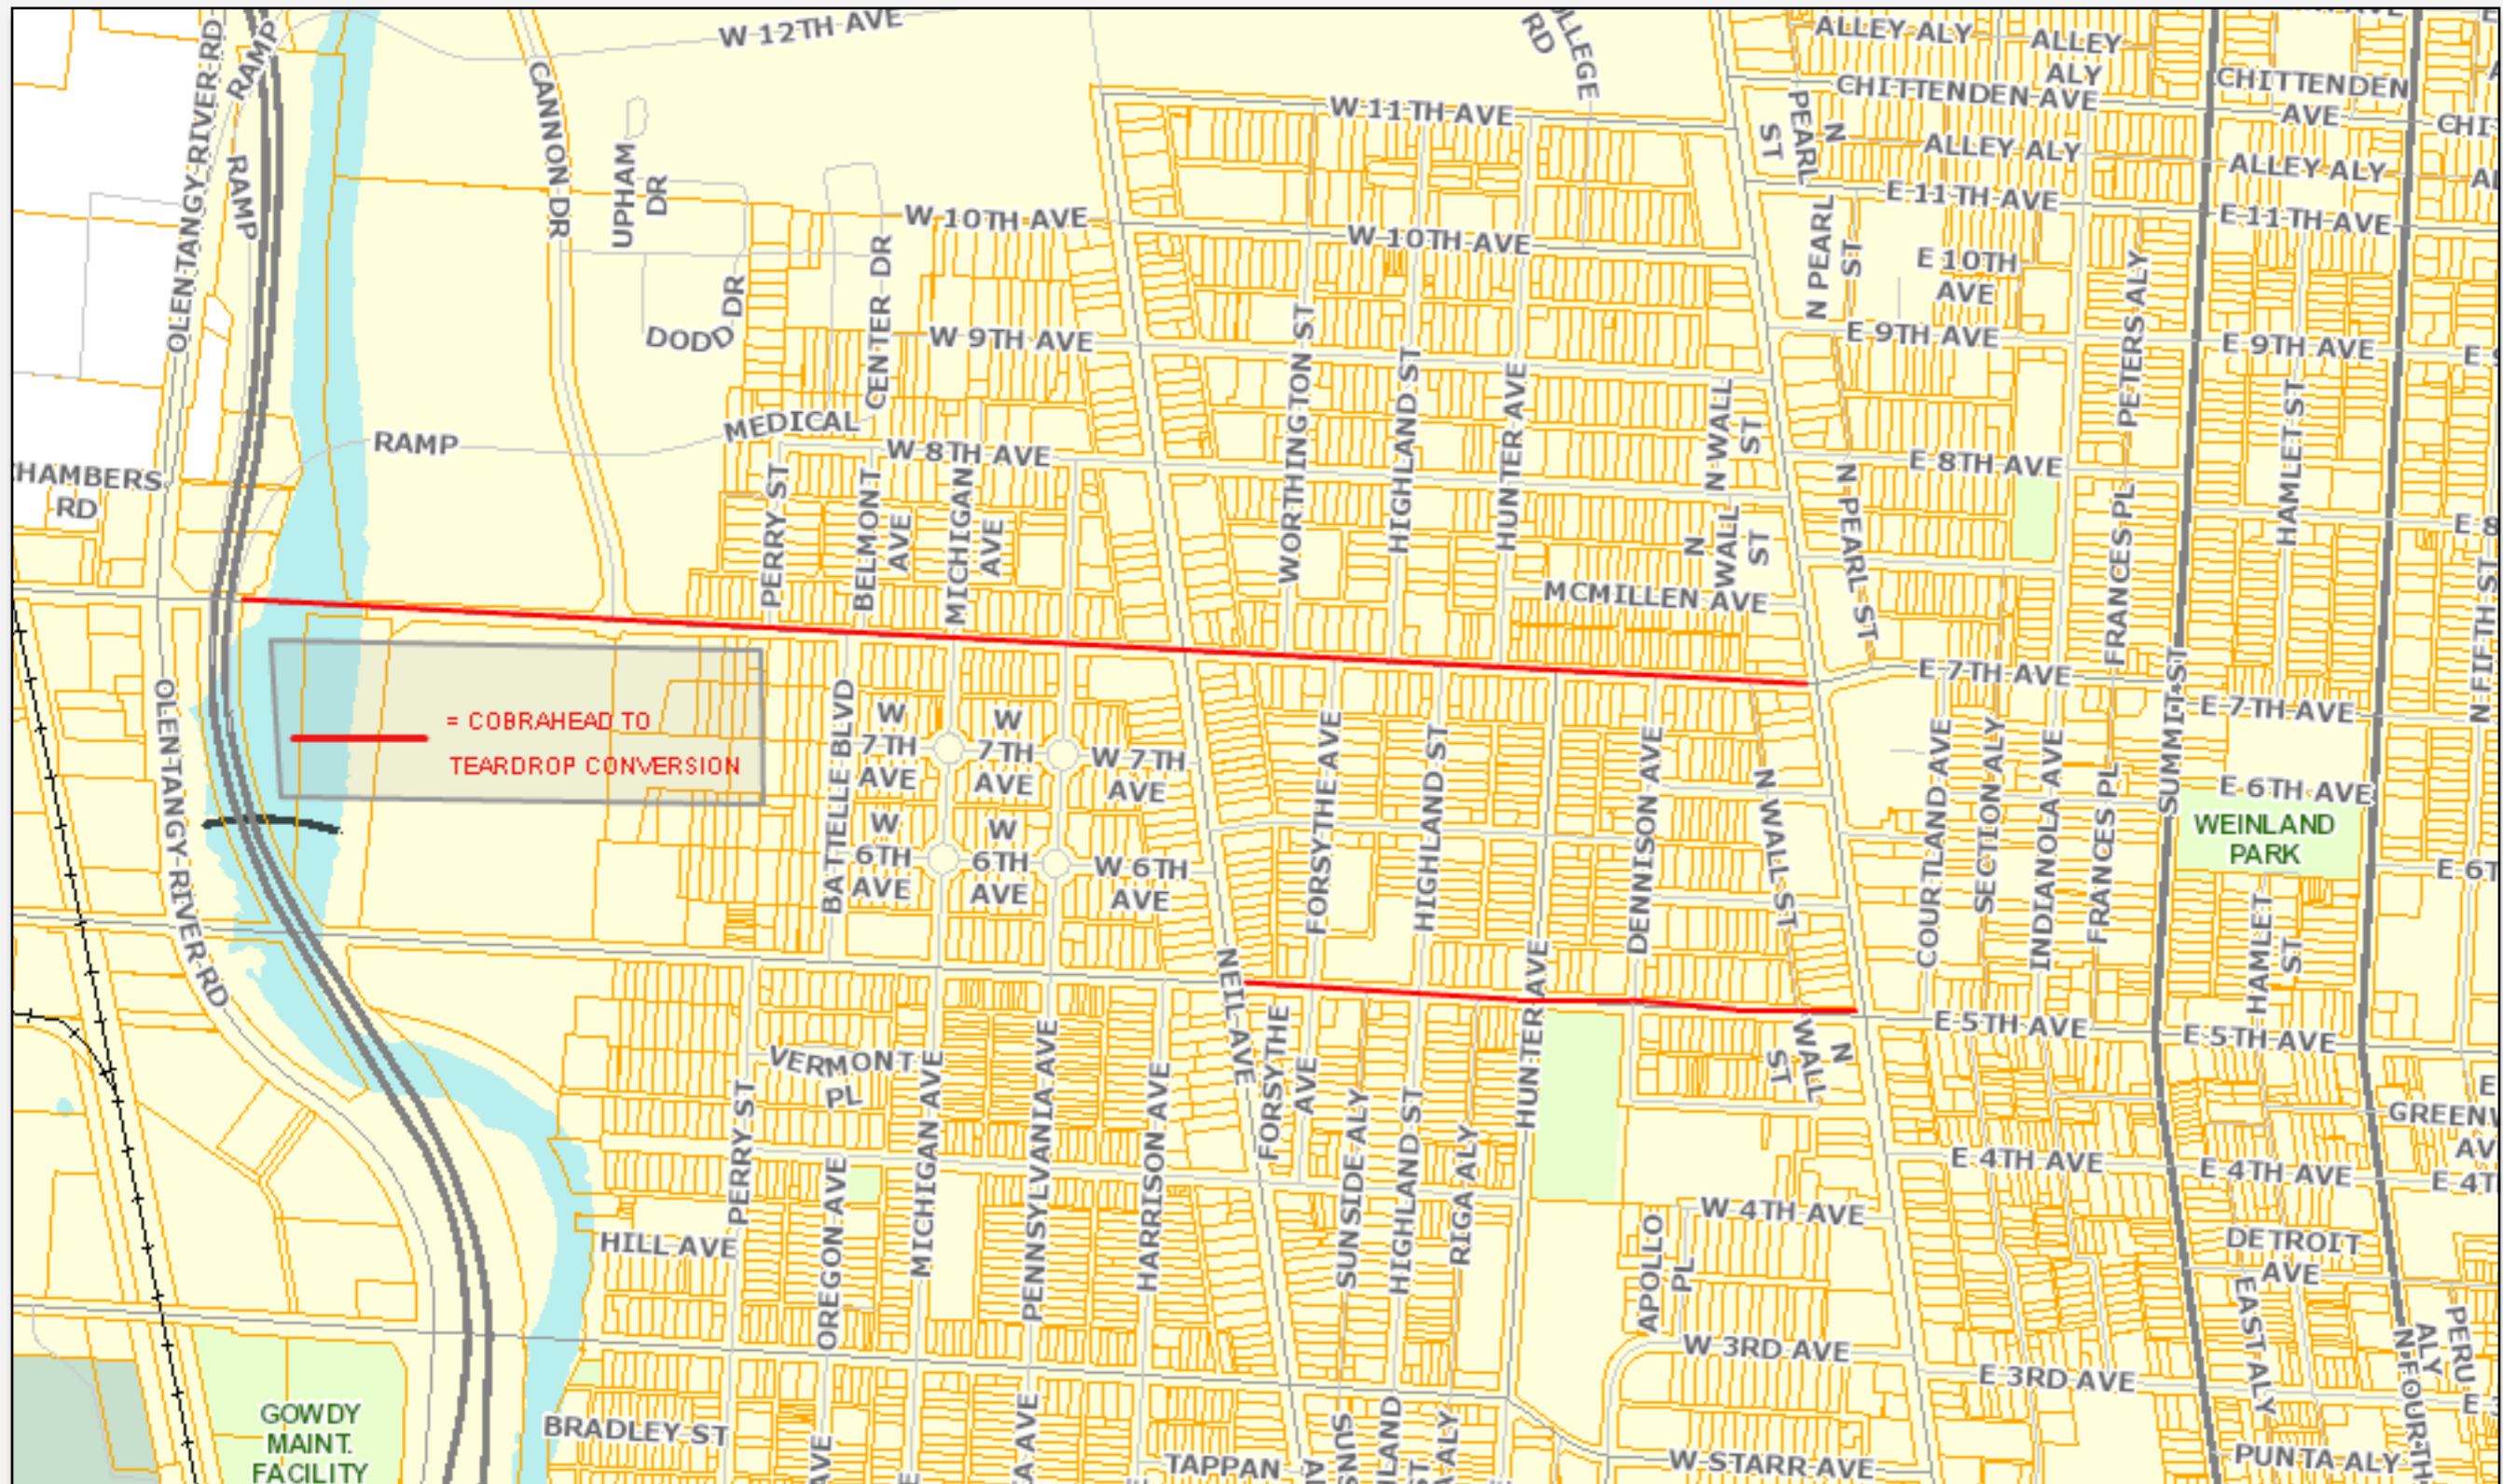 W 12TH AVE
RD
ALLEY ALY
ALLEY
ALY
CHITTENDEN AVE
CHITTENDEN
AVE
OLENTANGY RIVER RD
RAMP
RAMP
CANNON DR
UPHAM
DR
W 11TH AVE
PEARL
ST
N
ALLEY ALY
ALLEY ALY
E 11TH AVE
E 11TH AVE
W 10TH AVE
W 10TH AVE
N PEARL
ST
E 10TH
AVE
PETERS ALY
DODD
DR
CENTER DR
MEDICAL
W 9TH AVE
E 9TH AVE
E 9TH AVE
WORTHINGTON ST
HIGHLAND ST
HUNTER AVE
N WALL
ST
HAMLET ST
RAMP
W 8TH AVE
E 8TH AVE
RD
PERRY ST
BELMONT
AVE
MICHIGAN
AVE
N
WALL
ST
N PEARL ST
FRANCES PL
MCMILLEN AVE
N FIFTH ST
E 7TH AVE
E 7TH AVE
SUMMIT ST
= COBRAHEAD TO
TEARDROP CONVERSION
OLENTANGY RIVER RD
BATTELLE BLVD
W
7TH
AVE
W
7TH
AVE
W 7TH
AVE
W
6TH
AVE
W
6TH
AVE
W 6TH
AVE
FORSYTHE AVE
HIGHLAND ST
DENNISON AVE
N WALL ST
COURTLAND AVE
SECTION ALY
INDIANOLA AVE
FRANCES PL
E 6TH AVE
WEINLAND
PARK
HAMLET
ST
NEIL AVE
HUNTER AVE
E 5TH AVE
E 5TH AVE
N
WALL
ST
VERMONT
PL
PERRY ST
MICHIGAN AVE
PENNSYLVANIA AVE
HARRISON AVE
FORSYTHE
AVE
SUNSIDE ALY
HIGHLAND ST
RIGA ALY
OREGON AVE
HILL AVE
E 4TH AVE
E 4TH AVE
W 4TH AVE
APOLLO
PL
DETROIT
AVE
W 3RD AVE
E 3RD AVE
EAST ALY
PERU
ALY
GOWDY
MAINT.
FACILITY
BRADLEY ST
AVE
TAPPAN
W STARR AVE
PUNTA ALY